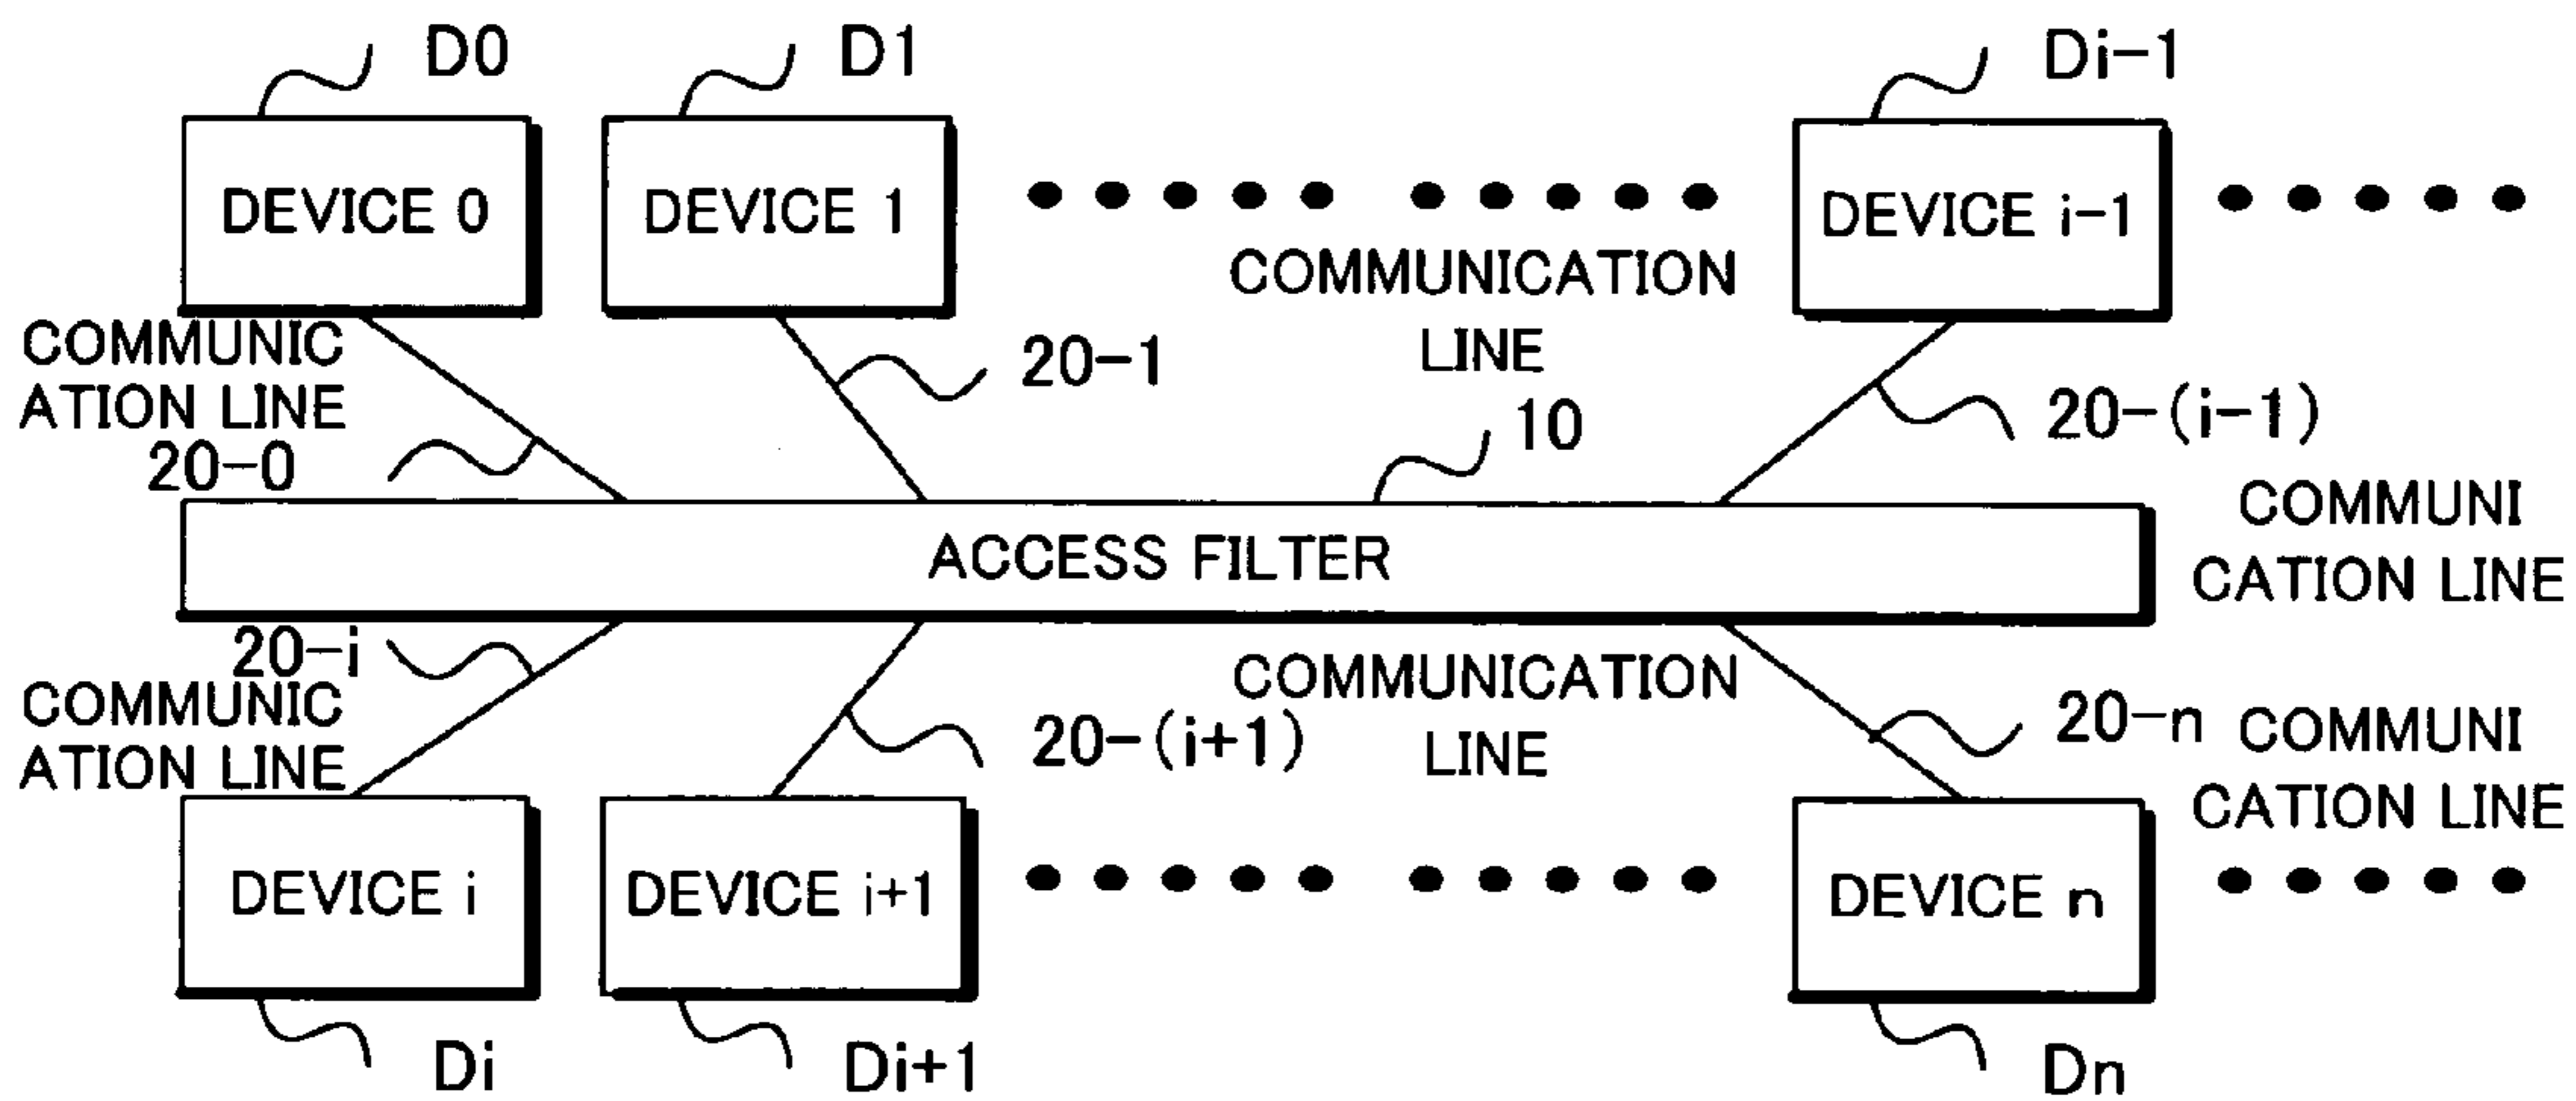 D0
D1
Di-1
DEVICE 0
DEVICE 1
DEVICE i-1
COMMUNICATION
LINE
COMMUNIC
ATION LINE
20-0
20-1
10
20-(i-1)
ACCESS FILTER
COMMUNI
CATION LINE
20-i
COMMUNIC
ATION LINE
20-(i+1)
COMMUNICATION
LINE
20-n
COMMUNI
CATION LINE
DEVICE i
DEVICE i+1
DEVICE n
Di
Di+1
Dn